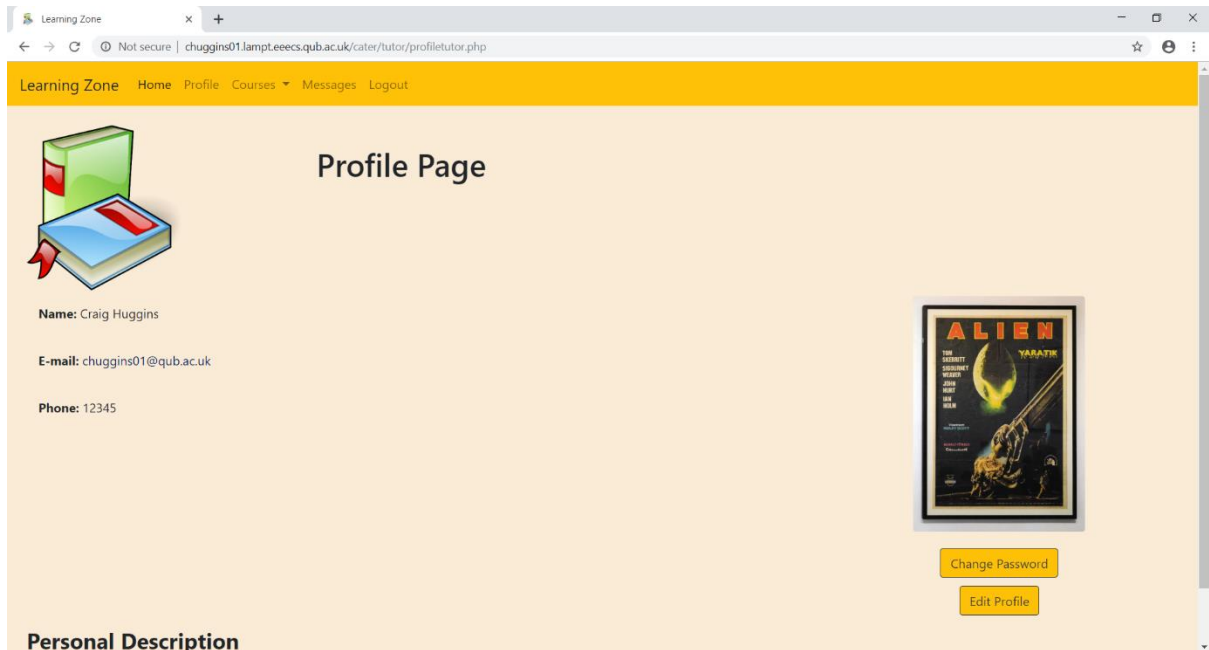 Learning Zone
Not secure | chuggins01.lampt.eeecs.qub.ac.uk/cater/tutor/profiletutor.php
Learning Zone Home Profile Courses Messages Logout
Profile Page
Name: Craig Huggins
E-mail: chuggins01@qub.ac.uk
Phone: 12345
ALIEN
TOM
SKERRITT
SIGOURNEY
WEAVER
JOHN
HURT
IAN
HOLM
YARATIK
Change Password
Edit Profile
Personal Description